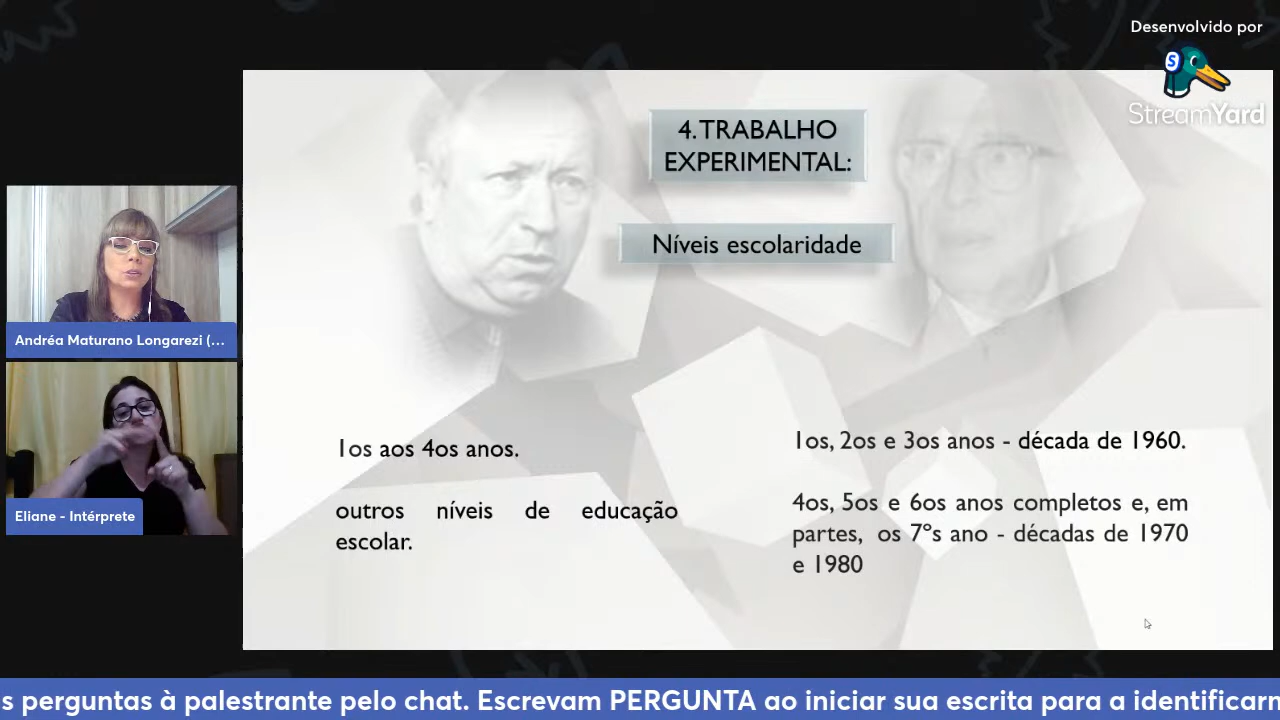 Desenvolvido por
StreamYard
4. TRABALHO
EXPERIMENTAL:
Níveis escolaridade
Andréa Maturano Longarezi (...
Eliane - Intérprete
1os aos 4os anos.
outros níveis de educação
escolar.
1os, 2os e 3os anos - década de 1960.
4os, 5os e 6os anos completos e, em
partes, os 7ºs ano - décadas de 1970
e 1980
s perguntas à palestrante pelo chat. Escrevam PERGUNTA ao iniciar sua escrita para a identificarm